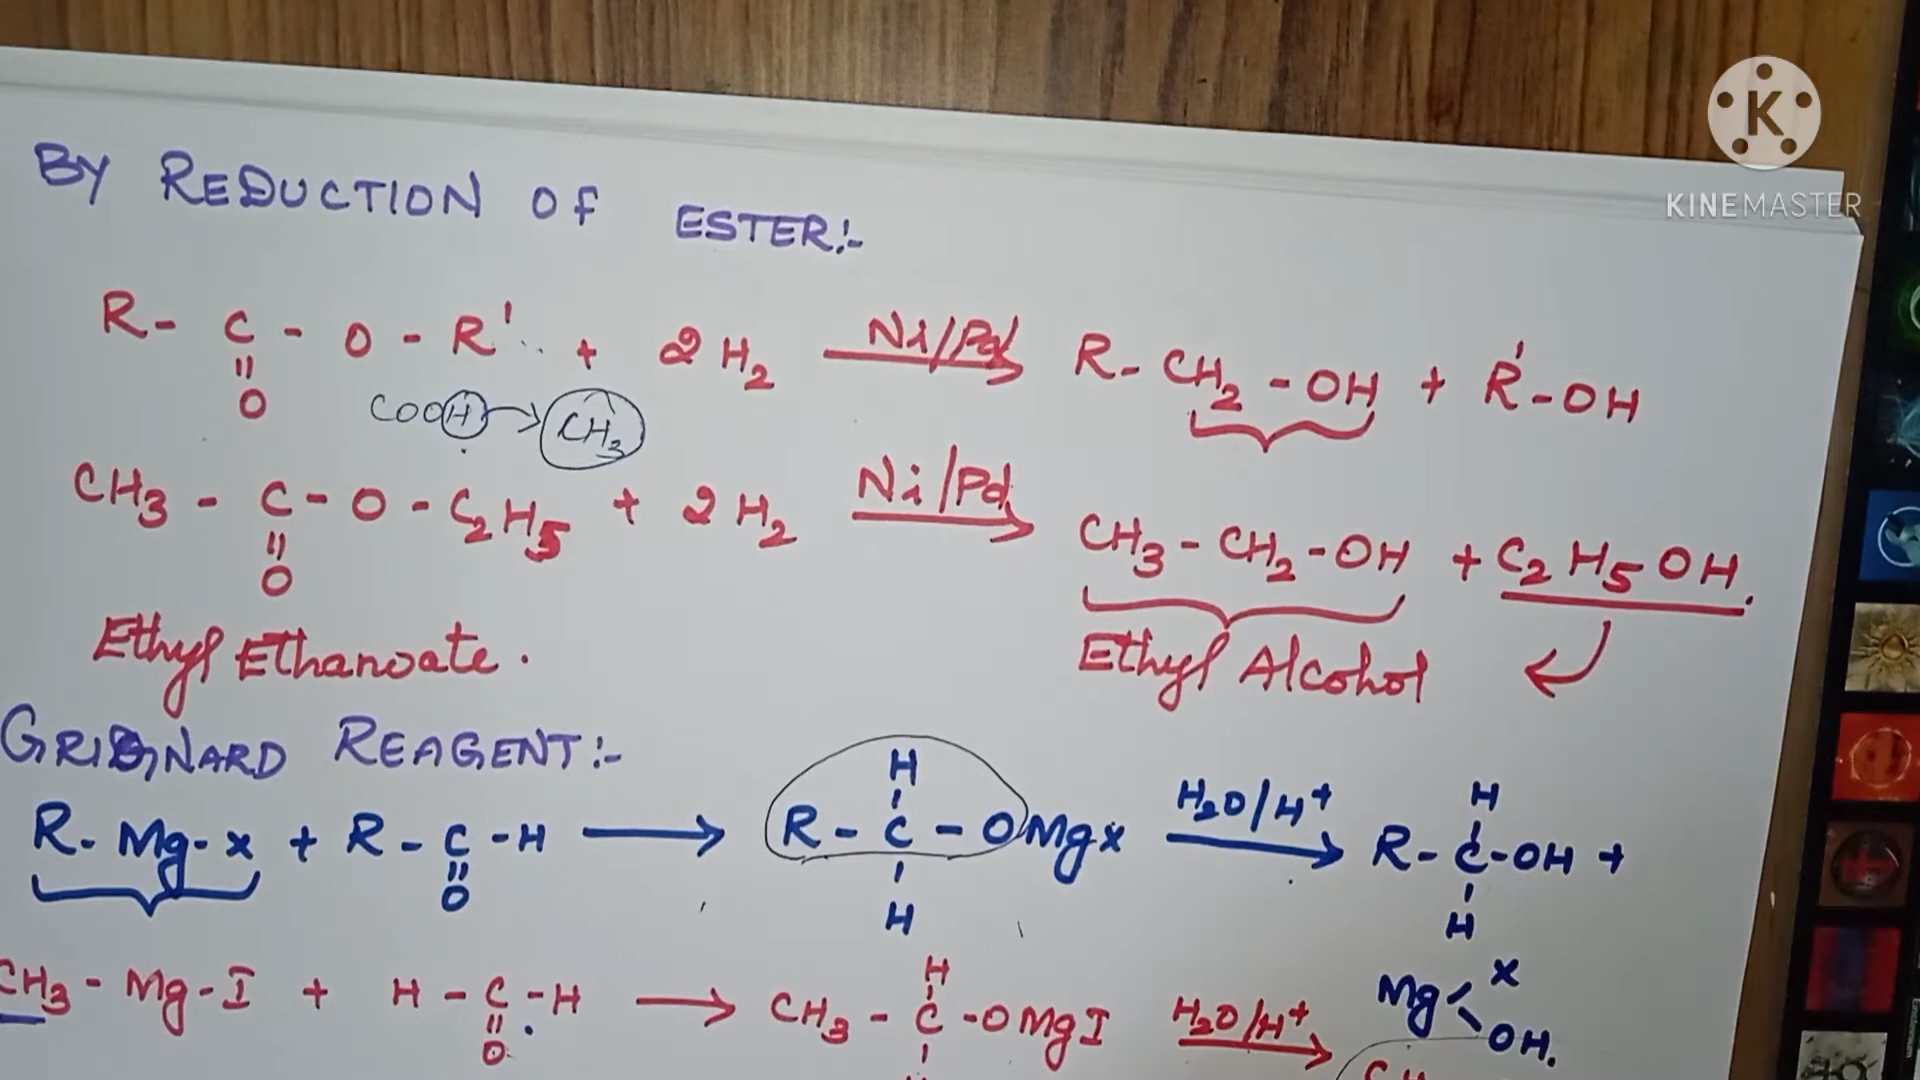 K
KINEMASTER
BY REDUCTION OF ESTER:-
R - C - O - R' + 2H₂ Ni/Pd R - CH₂ - OH + R'-OH
=
O
COOH → CH₃
CH₃ - C - O - C₂H₅ + 2H₂ Ni/Pd CH₃ - CH₂ - OH + C₂H₅OH.
=
O
Ethyl Ethanoate.
Ethyl Alcohol
GRIGNARD REAGENT:-
H H
R - Mg - x + R - C - H → R - C - OMgx H₂O/H⁺ R - C - OH +
O H H
Mg x
OH.
H
CH₃ - Mg - I + H - C - H → CH₃ - C - OMgI H₂O/H⁺
O